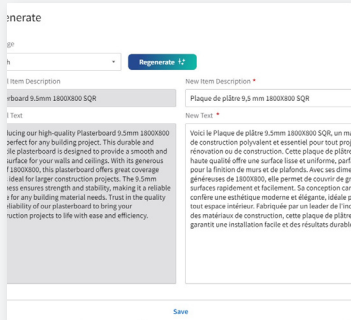 enerate
ge
h
Regenerate
l Item Description
New Item Description *
rboard 9.5mm 1800X800 SQR
Plaque de plâtre 9,5 mm 1800X800 SQR
l Text
New Text *
ducing our high-quality Plasterboard 9.5mm 1800X800
perfect for any building project. This durable and
ile plasterboard is designed to provide a smooth and
surface for your walls and ceilings. With its generous
f 1800X800, this plasterboard offers great coverage
ideal for larger construction projects. The 9.5mm
ness ensures strength and stability, making it a reliable
e for any building material needs. Trust in the quality
reliability of our plasterboard to bring your
ruction projects to life with ease and efficiency.
Voici le Plaque de plâtre 9.5mm 1800X800 SQR, un ma
de construction polyvalent et essentiel pour tout proj
rénovation ou de construction. Cette plaque de plâtre
haute qualité offre une surface lisse et uniforme, parf
pour la finition de murs et de plafonds. Avec ses dime
généreuses de 1800X800, elle permet de couvrir de gr
surfaces rapidement et facilement. Sa conception car
confère une esthétique moderne et élégante, idéale p
tout espace intérieur. Fabriquée par un leader de l'inc
des matériaux de construction, cette plaque de plâtre
garantit une installation facile et des résultats durable
Save